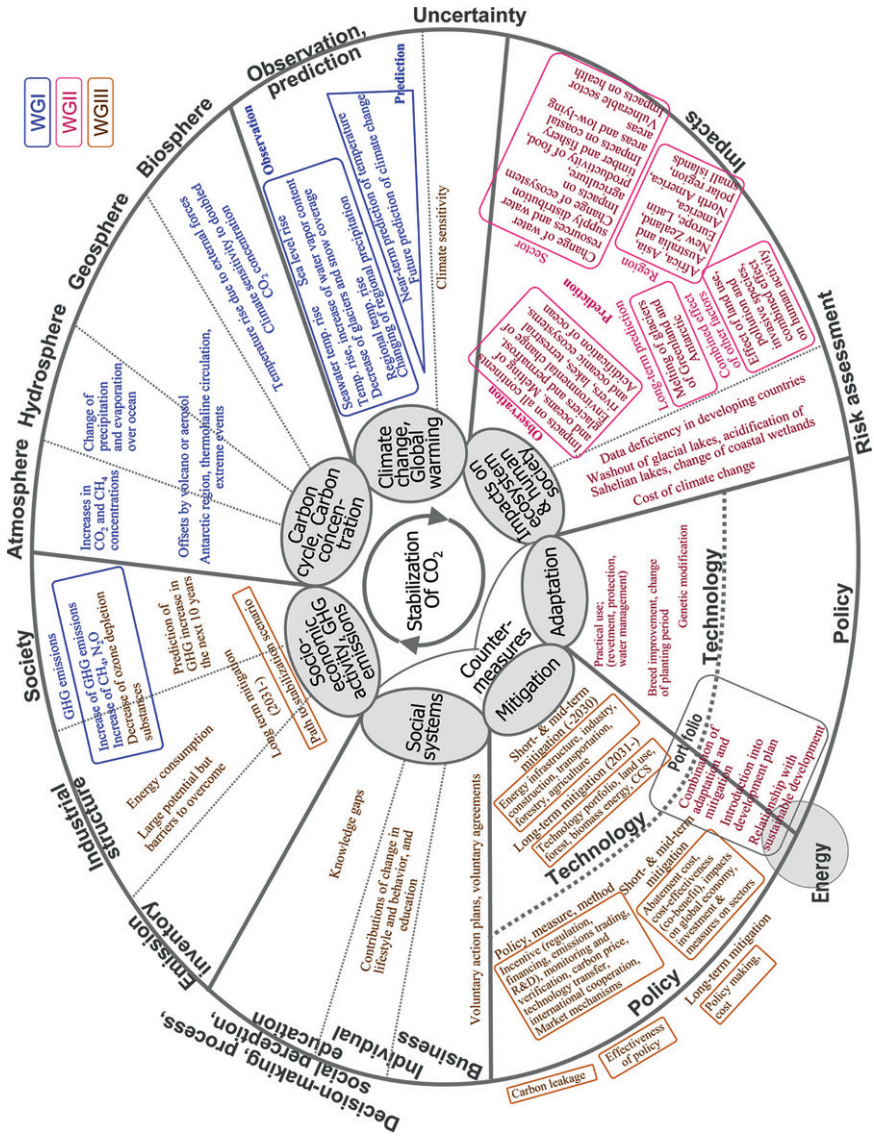 WGI
WGII
WGIII
Uncertainty
Observation,
prediction
Biosphere
Geosphere
Hydrosphere
Atmosphere
Society
Industrial
structure
Emission
inventory
Decision-making, process,
social perception,
education
Individual
Business
Policy
Energy
Policy
Risk assessment
Impacts
Stabilization
Of CO2
Carbon
cycle, Carbon
concen-
tration
Climate
change, Global
warming
Impacts on
ecosystem
& human
society
Adaptation
Counter-
measures
Mitigation
Social
systems
Socio-
economic
activity, GHG
emissions
Observation
Sea level rise
Seawater temp. rise
Temp. rise, increase of water vapor content
Decrease of glaciers and snow coverage
Regional temp. rise,
Changing of regional precipitation
Near-term prediction of temperature
Future prediction of climate change
Prediction
Climate sensitivity
Temperature rise due to external forces
Climate sensitivity to doubled
CO2 concentration
Change of
precipitation
and evaporation
over ocean
Increases in
CO2 and CH4
concentrations
Offsets by volcano or aerosol
Antarctic region, thermohaline circulation,
extreme events
GHG emissions
Increase of GHG emissions
Increase of CH4, N2O
Decrease of ozone depletion
substances
Prediction of
GHG increase in
the next 10 years
Long term mitigation
(2031-)
Path to stabilization scenario
Energy consumption
Large potential but
barriers to overcome
Knowledge gaps
Contributions of change in
lifestyle and behavior, and
education
Voluntary action plans, voluntary agreements
Short- & mid-term
mitigation (-2030)
Energy infrastructure, industry,
construction, transportation,
forestry, agriculture
Long-term mitigation (2031-)
Technology portfolio land use,
forest, biomass energy, CCS
Technology
Policy, measure, method
Incentive (regulation,
financing, emissions trading,
R&D), monitoring and
verification, carbon price,
technology transfer,
international cooperation,
Market mechanisms
Short- & mid-term
mitigation
Abatement cost,
cost-effectiveness
(co-benefit), impacts
on global economy,
investment &
measures on sectors
Long-term mitigation
Policy making,
cost
Effectiveness
of policy
Carbon leakage
Portfolio
Combination of
adaptation and
mitigation
Introduction into
development plan
Relationship with
sustainable development
Technology
Practical use;
(revetment, protection,
water management)
Breed improvement, change
of planting period
Genetic modification
Data deficiency in developing countries
Washout of glacial lakes, acidification of
Sahelian lakes, change of coastal wetlands
Cost of climate change
Observation
Impacts on all continents
and oceans Melting of
glaciers and permafrost,
Environmental change of
rivers, lakes, terrestrial
and ocean ecosystems,
Acidification of ocean
Prediction
Sector
Change of water
resources and water
supply distribution
Change of ecosystem
Impacts on
agriculture,
productivity of food,
timber and fishery
Impacts on coastal
areas and low-lying
areas
Vulnerable sector
Impacts on health
Region
Africa, Asia,
Australia and
New Zealand
Europe, Latin
America,
North America,
polar region,
small islands
Long-term prediction
Melting of glaciers
of Greenland and
Antarctic
Combined effect
of other factors
Effect of land use,
invasive species,
pollution and
combined effect
on human activity